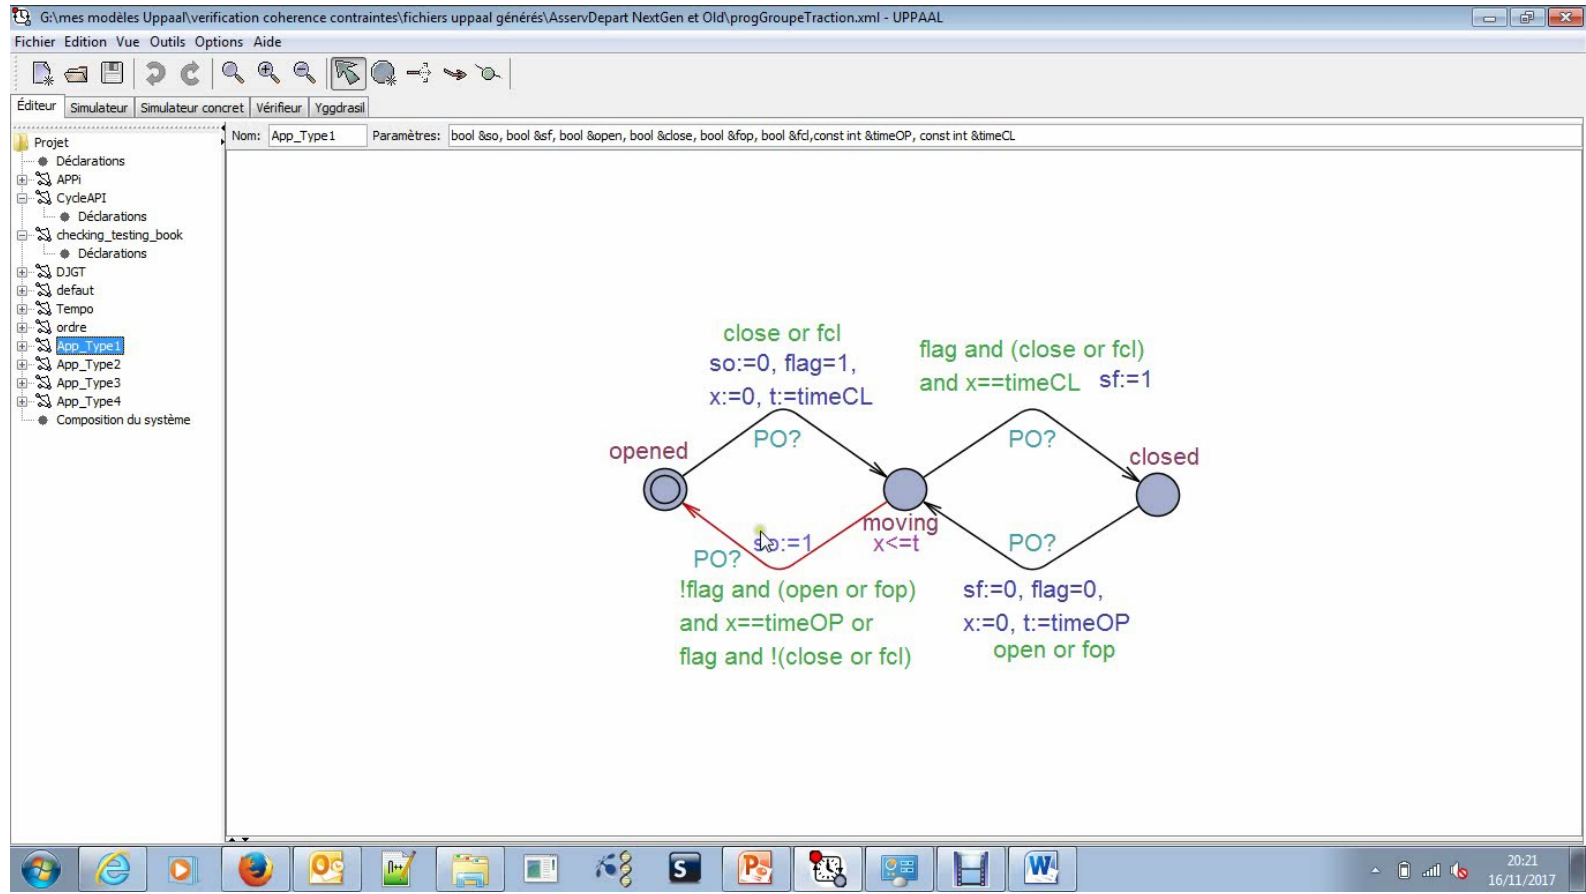 G:\mes modèles Uppaal\verification coherence contraintes\fichiers uppaal générés\AsservDepart NextGen et Old\progGroupeTraction.xml - UPPAAL
Fichier Edition Vue Outils Options Aide
Éditeur Simulateur Simulateur concret Vérifieur Yggdrasil
Nom: App_Type1 Paramètres: bool &so, bool &sf, bool &open, bool &close, bool &fop, bool &fcl,const int &timeOP, const int &timeCL
Projet
Déclarations
APPi
CycleAPI
Déclarations
checking_testing_book
Déclarations
DJGT
defaut
Tempo
ordre
App_Type1
App_Type2
App_Type3
App_Type4
Composition du système
close or fcl
so:=0, flag=1,
x:=0, t:=timeCL
flag and (close or fcl)
and x==timeCL sf:=1
PO? PO?
opened
closed
moving
x<=t
so:=1
PO?
PO?
!flag and (open or fop)
and x==timeOP or
flag and !(close or fcl)
sf:=0, flag=0,
x:=0, t:=timeOP
open or fop
20:21
16/11/2017